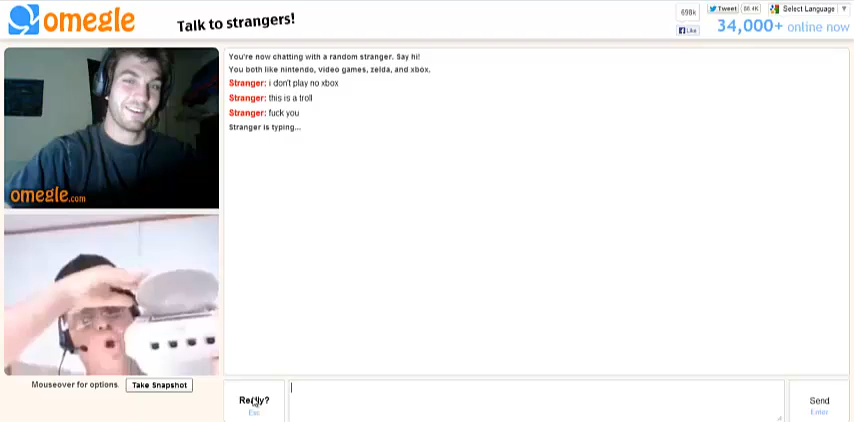 omegle
Talk to strangers!
698k
Tweet
Like
Select Language
34,000+ online now
You're now chatting with a random stranger. Say hi!
You both like nintendo, video games, zelda, and xbox.
Stranger: i don't play no xbox
Stranger: this is a troll
Stranger: fuck you
Stranger is typing...
omegle.com
Mouseover for options.
Take Snapshot
Esc
Send
Enter